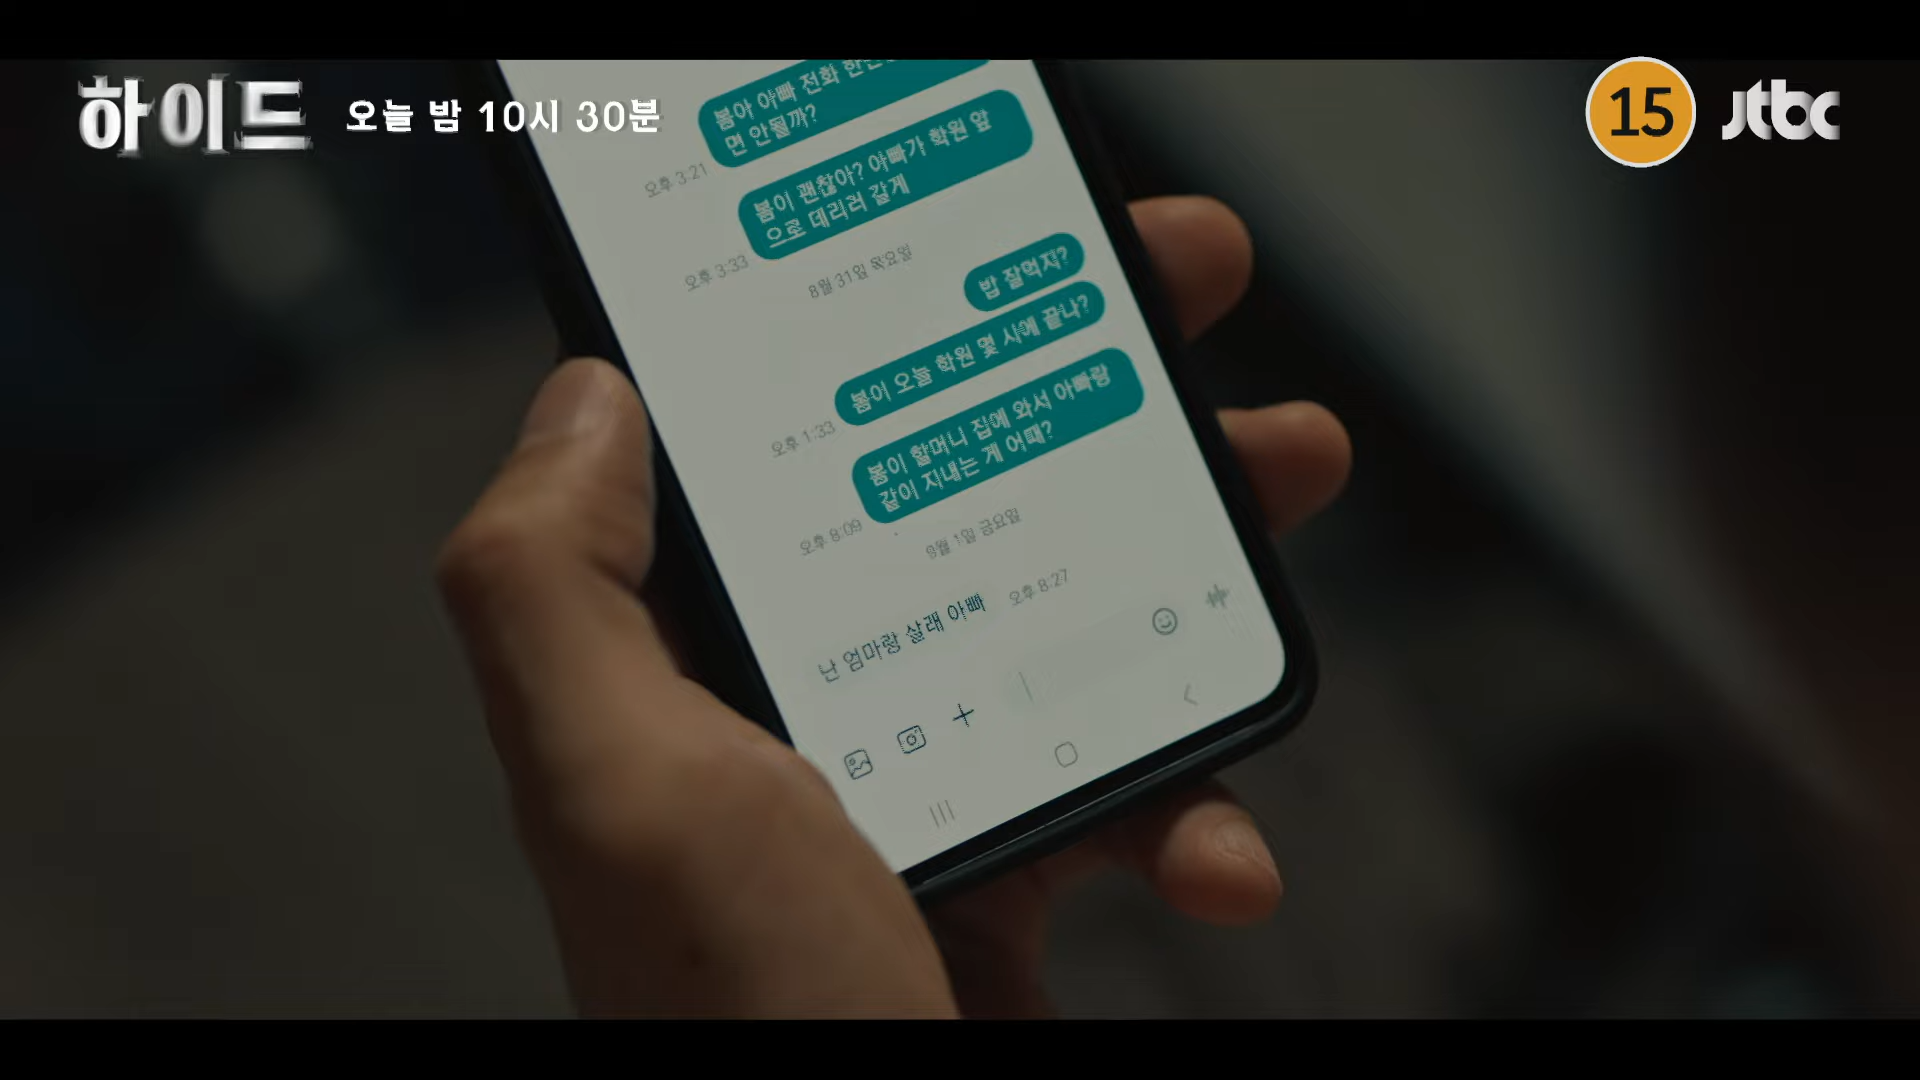 하이드
오늘 밤 10시 30분
15
Jtbc
봄아 아빠 전화
면 안될까?
오후 3:21
봄이 괜찮아? 아빠가 학원 앞
으로 데리러 갈게
오후 3:33
8월 31일 목요일
밥 잘먹지?
봄이 오늘 학원 몇 시에 끝나?
오후 1:33
봄이 할머니 집에 와서 아빠랑
같이 지내는 게 어때?
오후 8:09
9월 1일 금요일
난 엄마랑 살래 아빠
오후 8:27